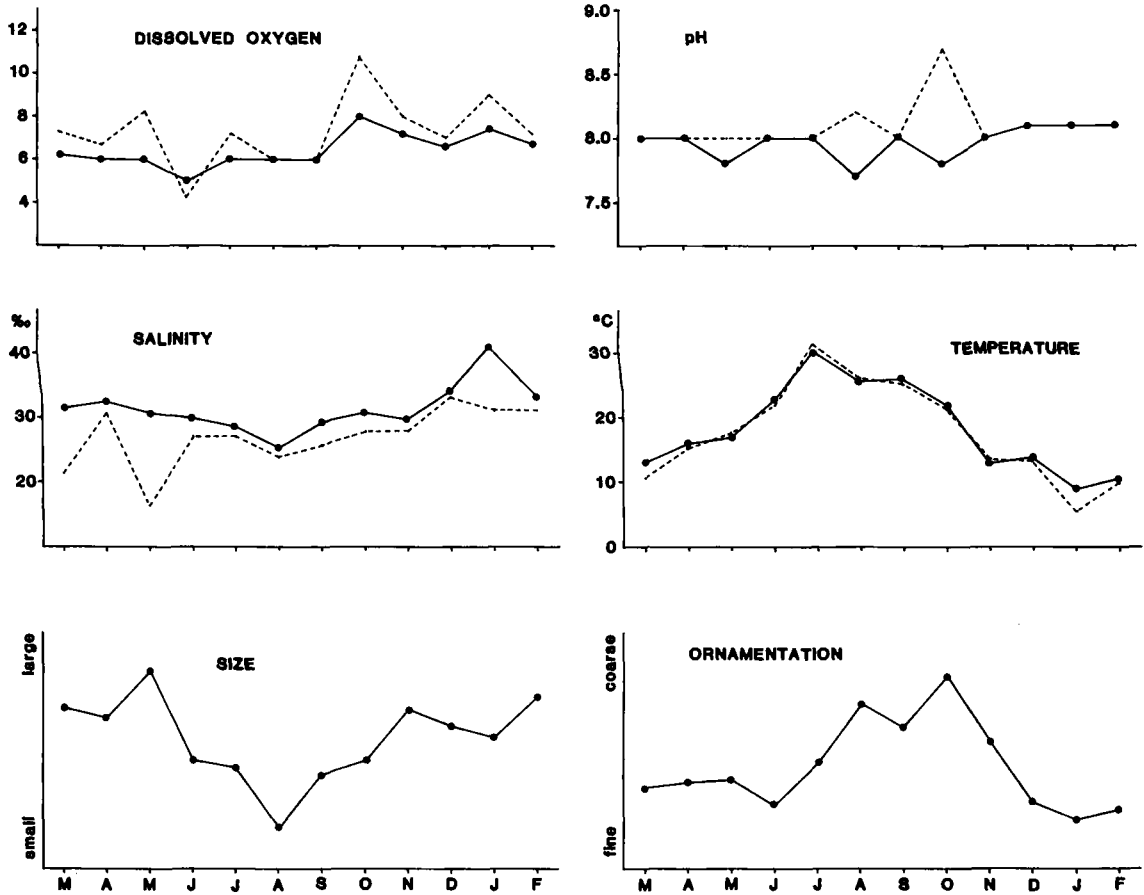 DISSOLVED OXYGEN
12
10
8
6
4
pH
9.0
8.5
8.0
7.5
‰
SALINITY
40
30
20
°C
TEMPERATURE
30
20
10
0
large
SIZE
small
M A M J J A S O N D J F
coarse
ORNAMENTATION
fine
M A M J J A S O N D J F